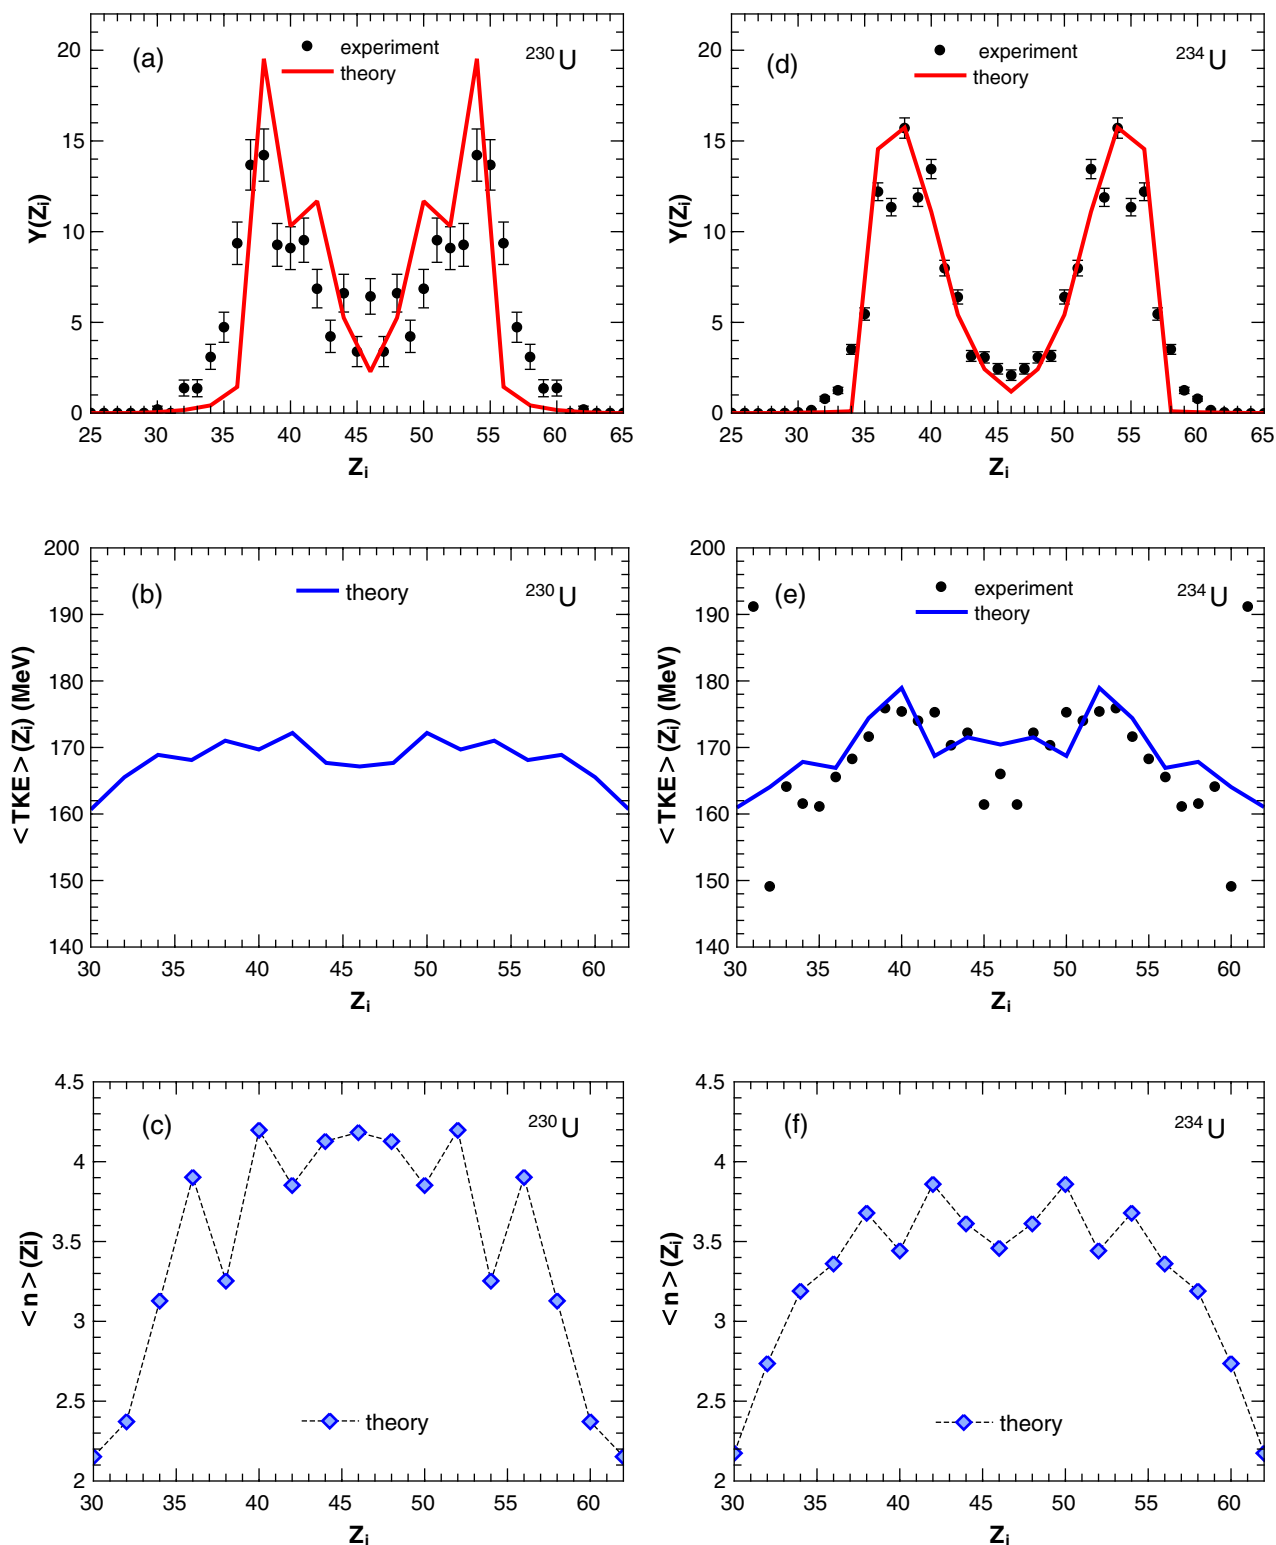 (a)
experiment
theory
230U
20
15
10
5
0
25 30 35 40 45 50 55 60 65
Y(Zi)
Zi
(d)
experiment
theory
234U
20
15
10
5
0
25 30 35 40 45 50 55 60 65
Y(Zi)
Zi
(b)
theory
230U
200
190
180
170
160
150
140
30 35 40 45 50 55 60
<TKE>(Zi) (MeV)
Zi
(e)
experiment
theory
234U
200
190
180
170
160
150
140
30 35 40 45 50 55 60
<TKE>(Zi) (MeV)
Zi
(c)
230U
theory
4.5
4
3.5
3
2.5
2
30 35 40 45 50 55 60
<n>(Zi)
Zi
(f)
234U
theory
4.5
4
3.5
3
2.5
2
30 35 40 45 50 55 60
<n>(Zi)
Zi